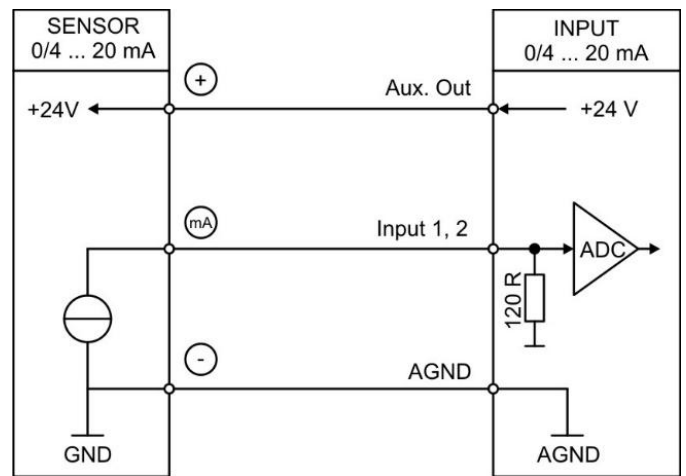 SENSOR
0/4 ... 20 mA
INPUT
0/4 ... 20 mA
+
Aux. Out
+24V
+24 V
mA
Input 1, 2
ADC
120 R
-
AGND
GND
AGND